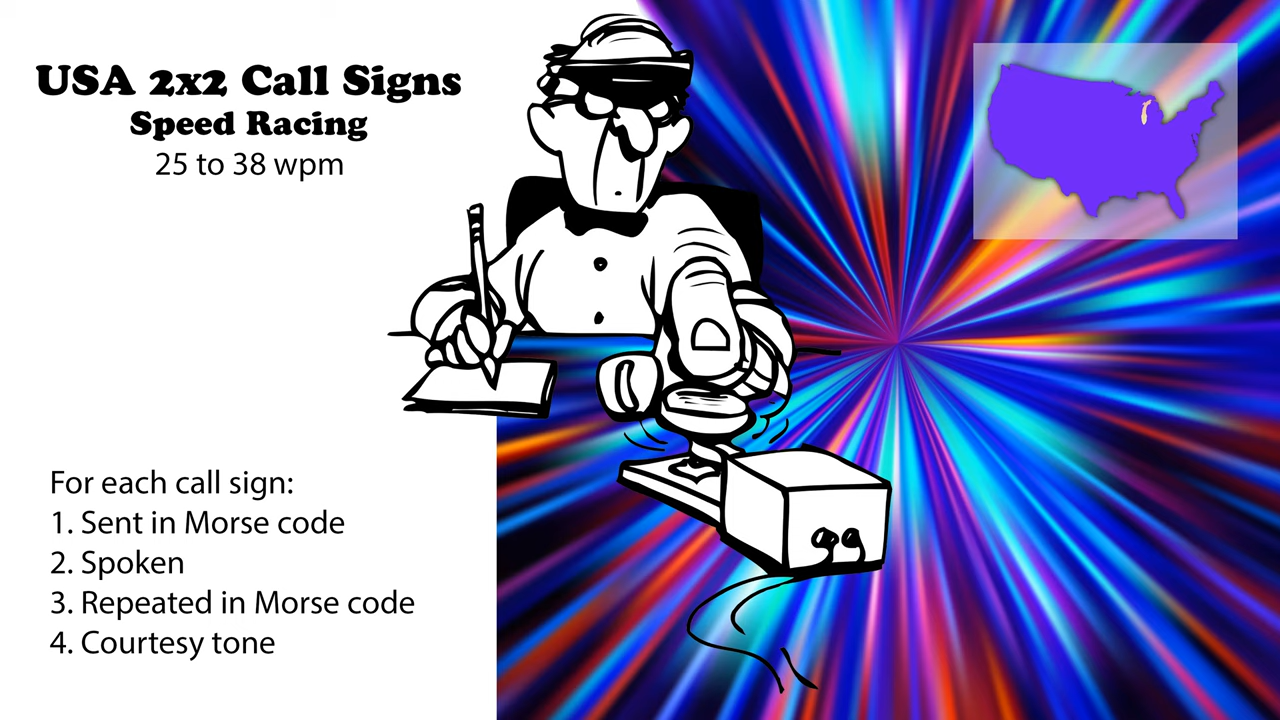 USA 2x2 Call Signs
Speed Racing
25 to 38 wpm
For each call sign:
1. Sent in Morse code
2. Spoken
3. Repeated in Morse code
4. Courtesy tone